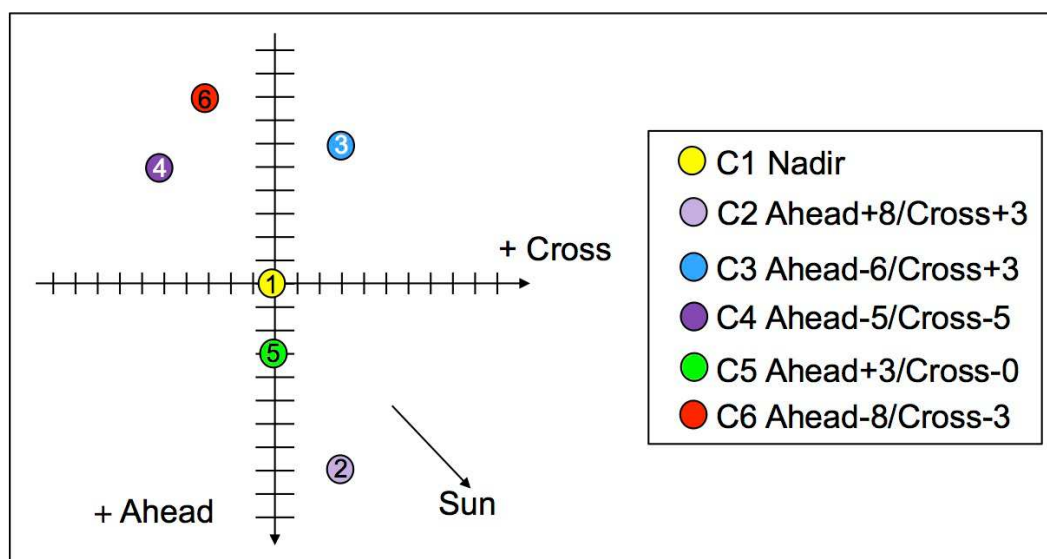 6
3
4
+ Cross
1
5
2
Sun
+ Ahead
C1 Nadir
C2 Ahead+8/Cross+3
C3 Ahead-6/Cross+3
C4 Ahead-5/Cross-5
C5 Ahead+3/Cross-0
C6 Ahead-8/Cross-3